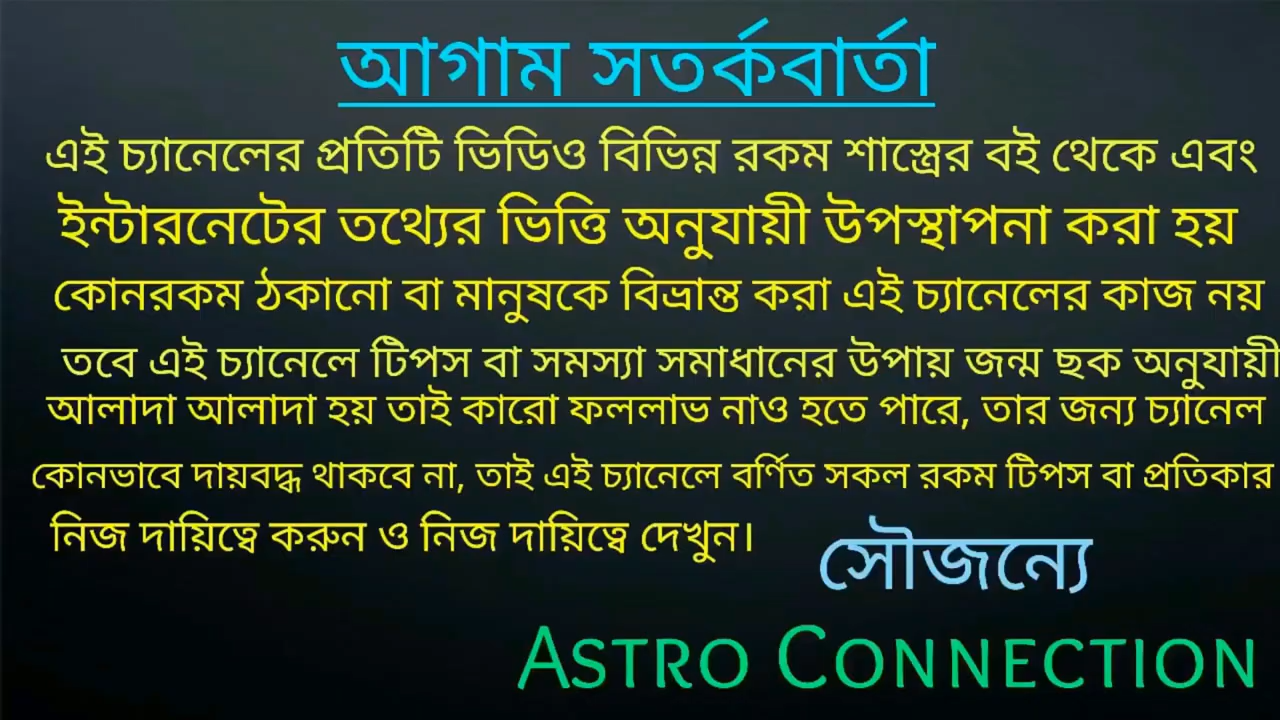 আগাম সতর্কবার্তা
এই চ্যানেলের প্রতিটি ভিডিও বিভিন্ন রকম শাস্ত্রের বই থেকে এবং
ইন্টারনেটের তথ্যের ভিত্তি অনুযায়ী উপস্থাপনা করা হয়
কোনরকম ঠকানো বা মানুষকে বিভ্রান্ত করা এই চ্যানেলের কাজ নয়
তবে এই চ্যানেলে টিপস বা সমস্যা সমাধানের উপায় জন্ম ছক অনুযায়ী
আলাদা আলাদা হয় তাই কারো ফললাভ নাও হতে পারে, তার জন্য চ্যানেল
কোনভাবে দায়বদ্ধ থাকবে না, তাই এই চ্যানেলে বর্ণিত সকল রকম টিপস বা প্রতিকার
নিজ দায়িত্বে করুন ও নিজ দায়িত্বে দেখুন।
সৌজন্যে
ASTRO CONNECTION